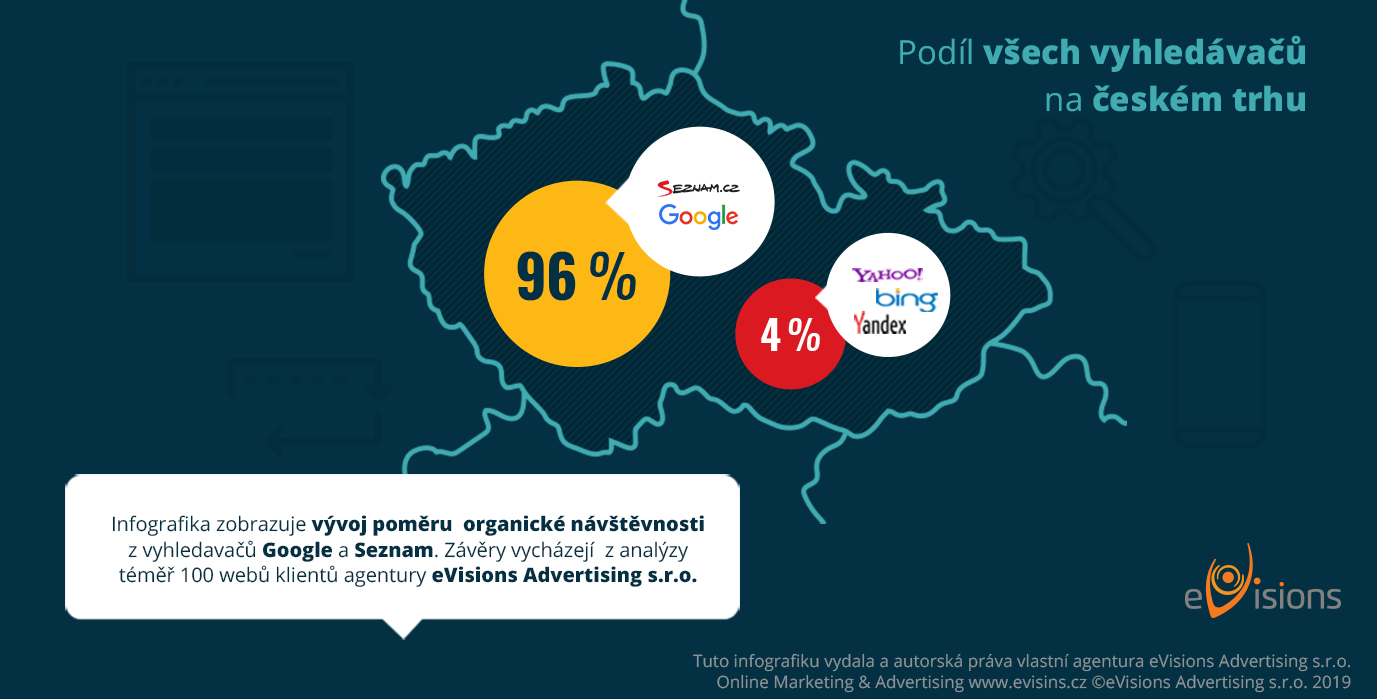 Podíl všech vyhledávačů
na českém trhu
SEZNAM.CZ
Google
96 %
YAHOO!
bing
Yandex
4 %
Infografika zobrazuje vývoj poměru  organické návštěvnosti
z vyhledavačů Google a Seznam. Závěry vycházejí  z analýzy
téměř 100 webů klientů agentury eVisions Advertising s.r.o.
eVisions
Tuto infografiku vydala a autorská práva vlastní agentura eVisions Advertising s.r.o.
Online Marketing & Advertising www.evisins.cz ©eVisions Advertising s.r.o. 2019